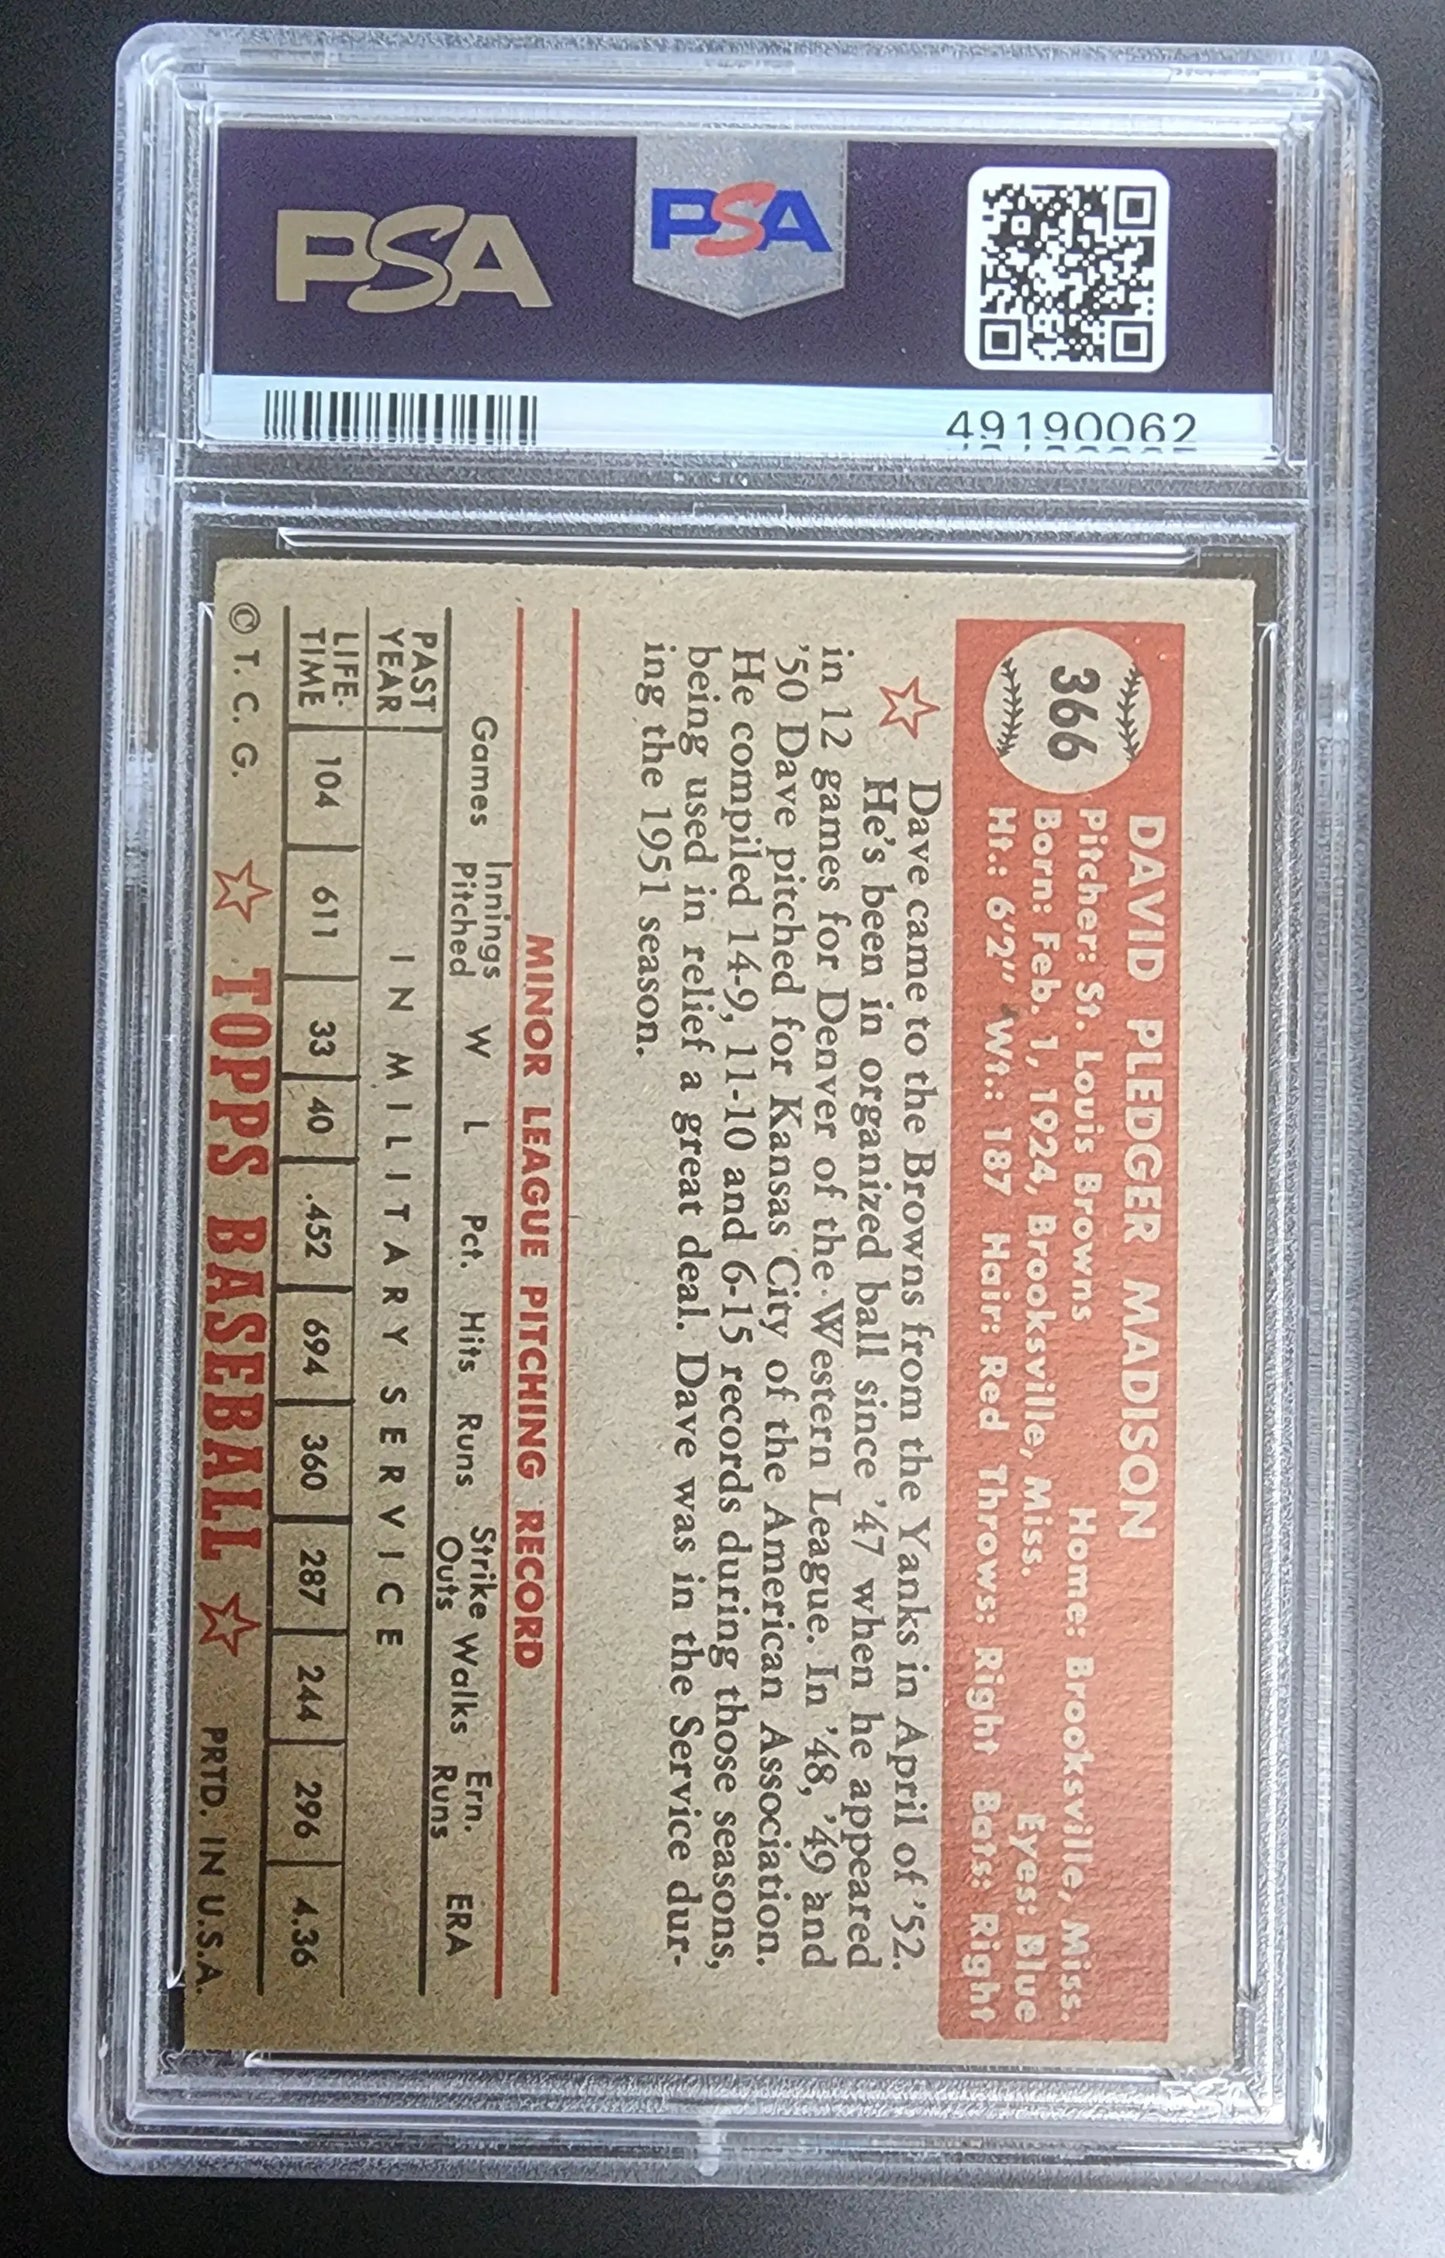 PSA
PSA
49190062
366
DAVID PLEDGER MADISON
Pitcher: St. Louis Browns Home: Brooksville, Miss.
Born: Feb. 1, 1924, Brooksville, Miss. Eyes: Blue
Ht.: 6'2" Wt.: 187 Hair: Red Throws: Right Bats: Right
Dave came to the Browns from the Yanks in April of '52.
He's been in organized ball since '47 when he appeared
in 12 games for Denver of the Western League. In '48, '49 and
'50 Dave pitched for Kansas City of the American Association.
He compiled 14-9, 11-10 and 6-15 records during those seasons,
being used in relief a great deal. Dave was in the Service dur-
ing the 1951 season.
MINOR LEAGUE PITCHING RECORD
Games Innings Pitched W L Pct. Hits Runs Strike Outs Walks Ern. Runs ERA
PAST YEAR IN MILITARY SERVICE
LIFE-TIME 104 611 33 40 .452 694 360 287 244 296 4.36
© T. C. G. TOPPS BASEBALL PRTD. IN U.S.A.